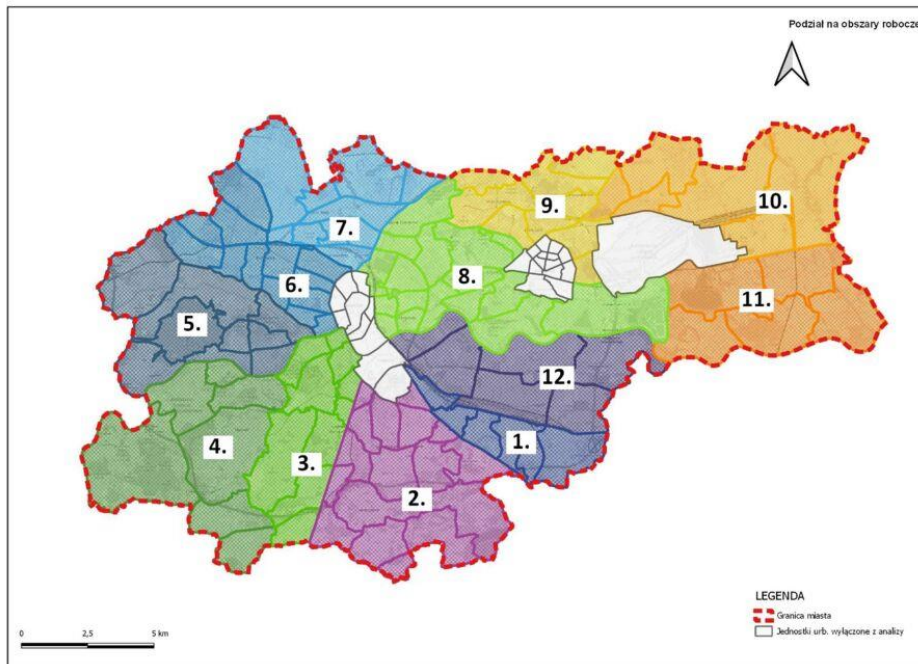 Podział na obszary robocze
10.
9.
7.
8.
6.
11.
5.
12.
1.
4.
3.
2.
LEGENDA
Granica miasta
Jednostki urb. wyłączone z analizy
0 2,5 5 km